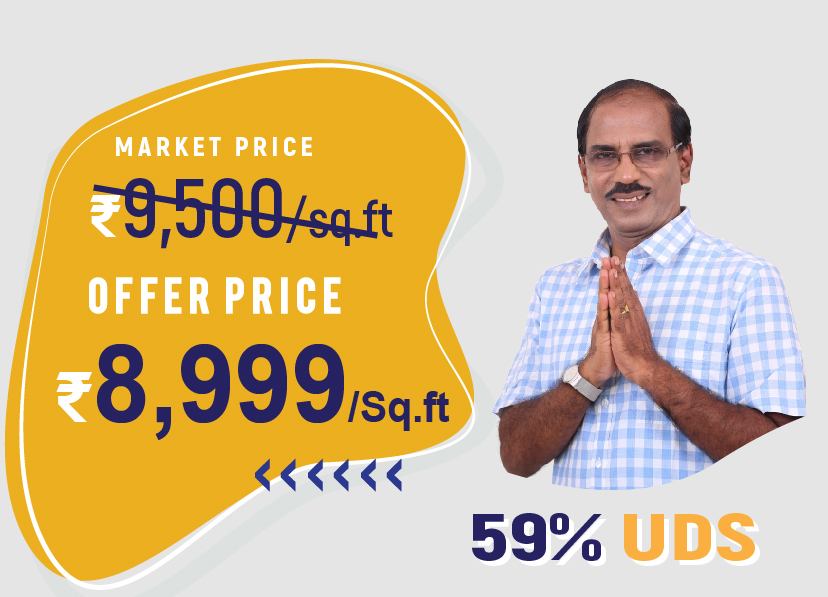 MARKET PRICE
₹9,500/sq.ft
OFFER PRICE
₹8,999/Sq.ft
59% UDS